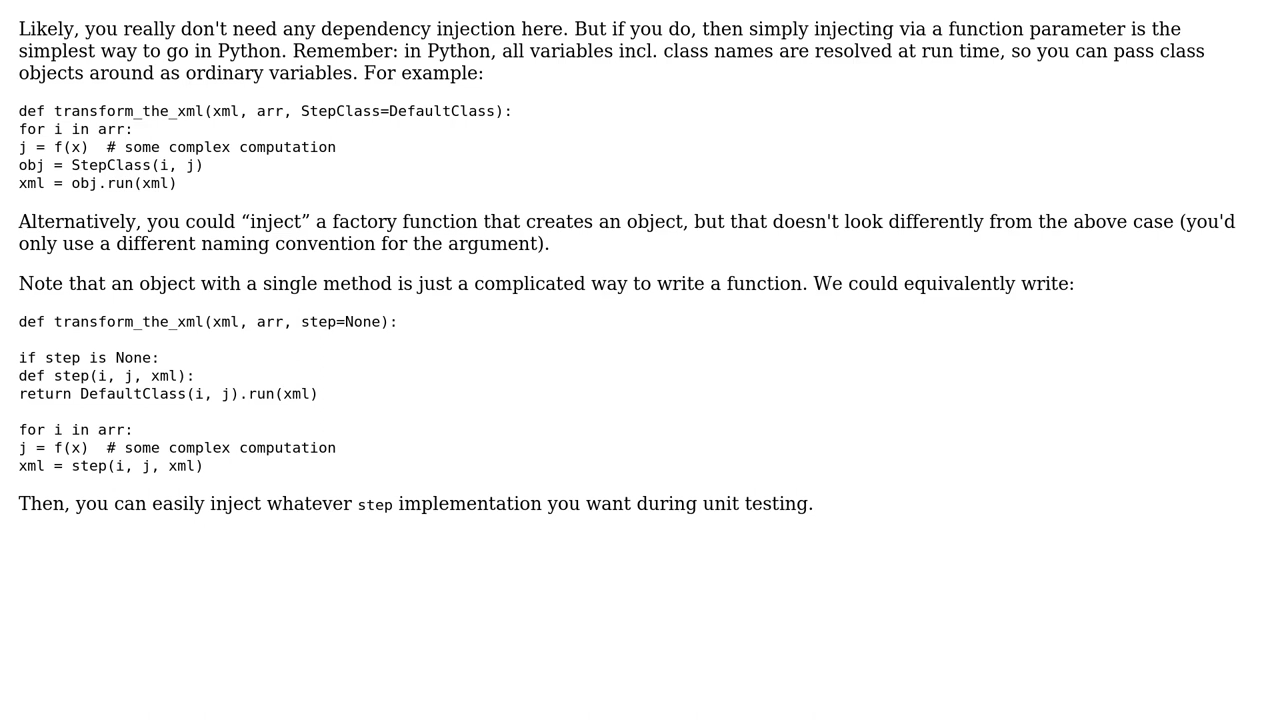 Likely, you really don't need any dependency injection here. But if you do, then simply injecting via a function parameter is the
simplest way to go in Python. Remember: in Python, all variables incl. class names are resolved at run time, so you can pass class
objects around as ordinary variables. For example:
def transform_the_xml(xml, arr, StepClass=DefaultClass):
for i in arr:
j = f(x)  # some complex computation
obj = StepClass(i, j)
xml = obj.run(xml)
Alternatively, you could “inject” a factory function that creates an object, but that doesn't look differently from the above case (you'd
only use a different naming convention for the argument).
Note that an object with a single method is just a complicated way to write a function. We could equivalently write:
def transform_the_xml(xml, arr, step=None):
if step is None:
def step(i, j, xml):
return DefaultClass(i, j).run(xml)
for i in arr:
j = f(x)  # some complex computation
xml = step(i, j, xml)
Then, you can easily inject whatever step implementation you want during unit testing.